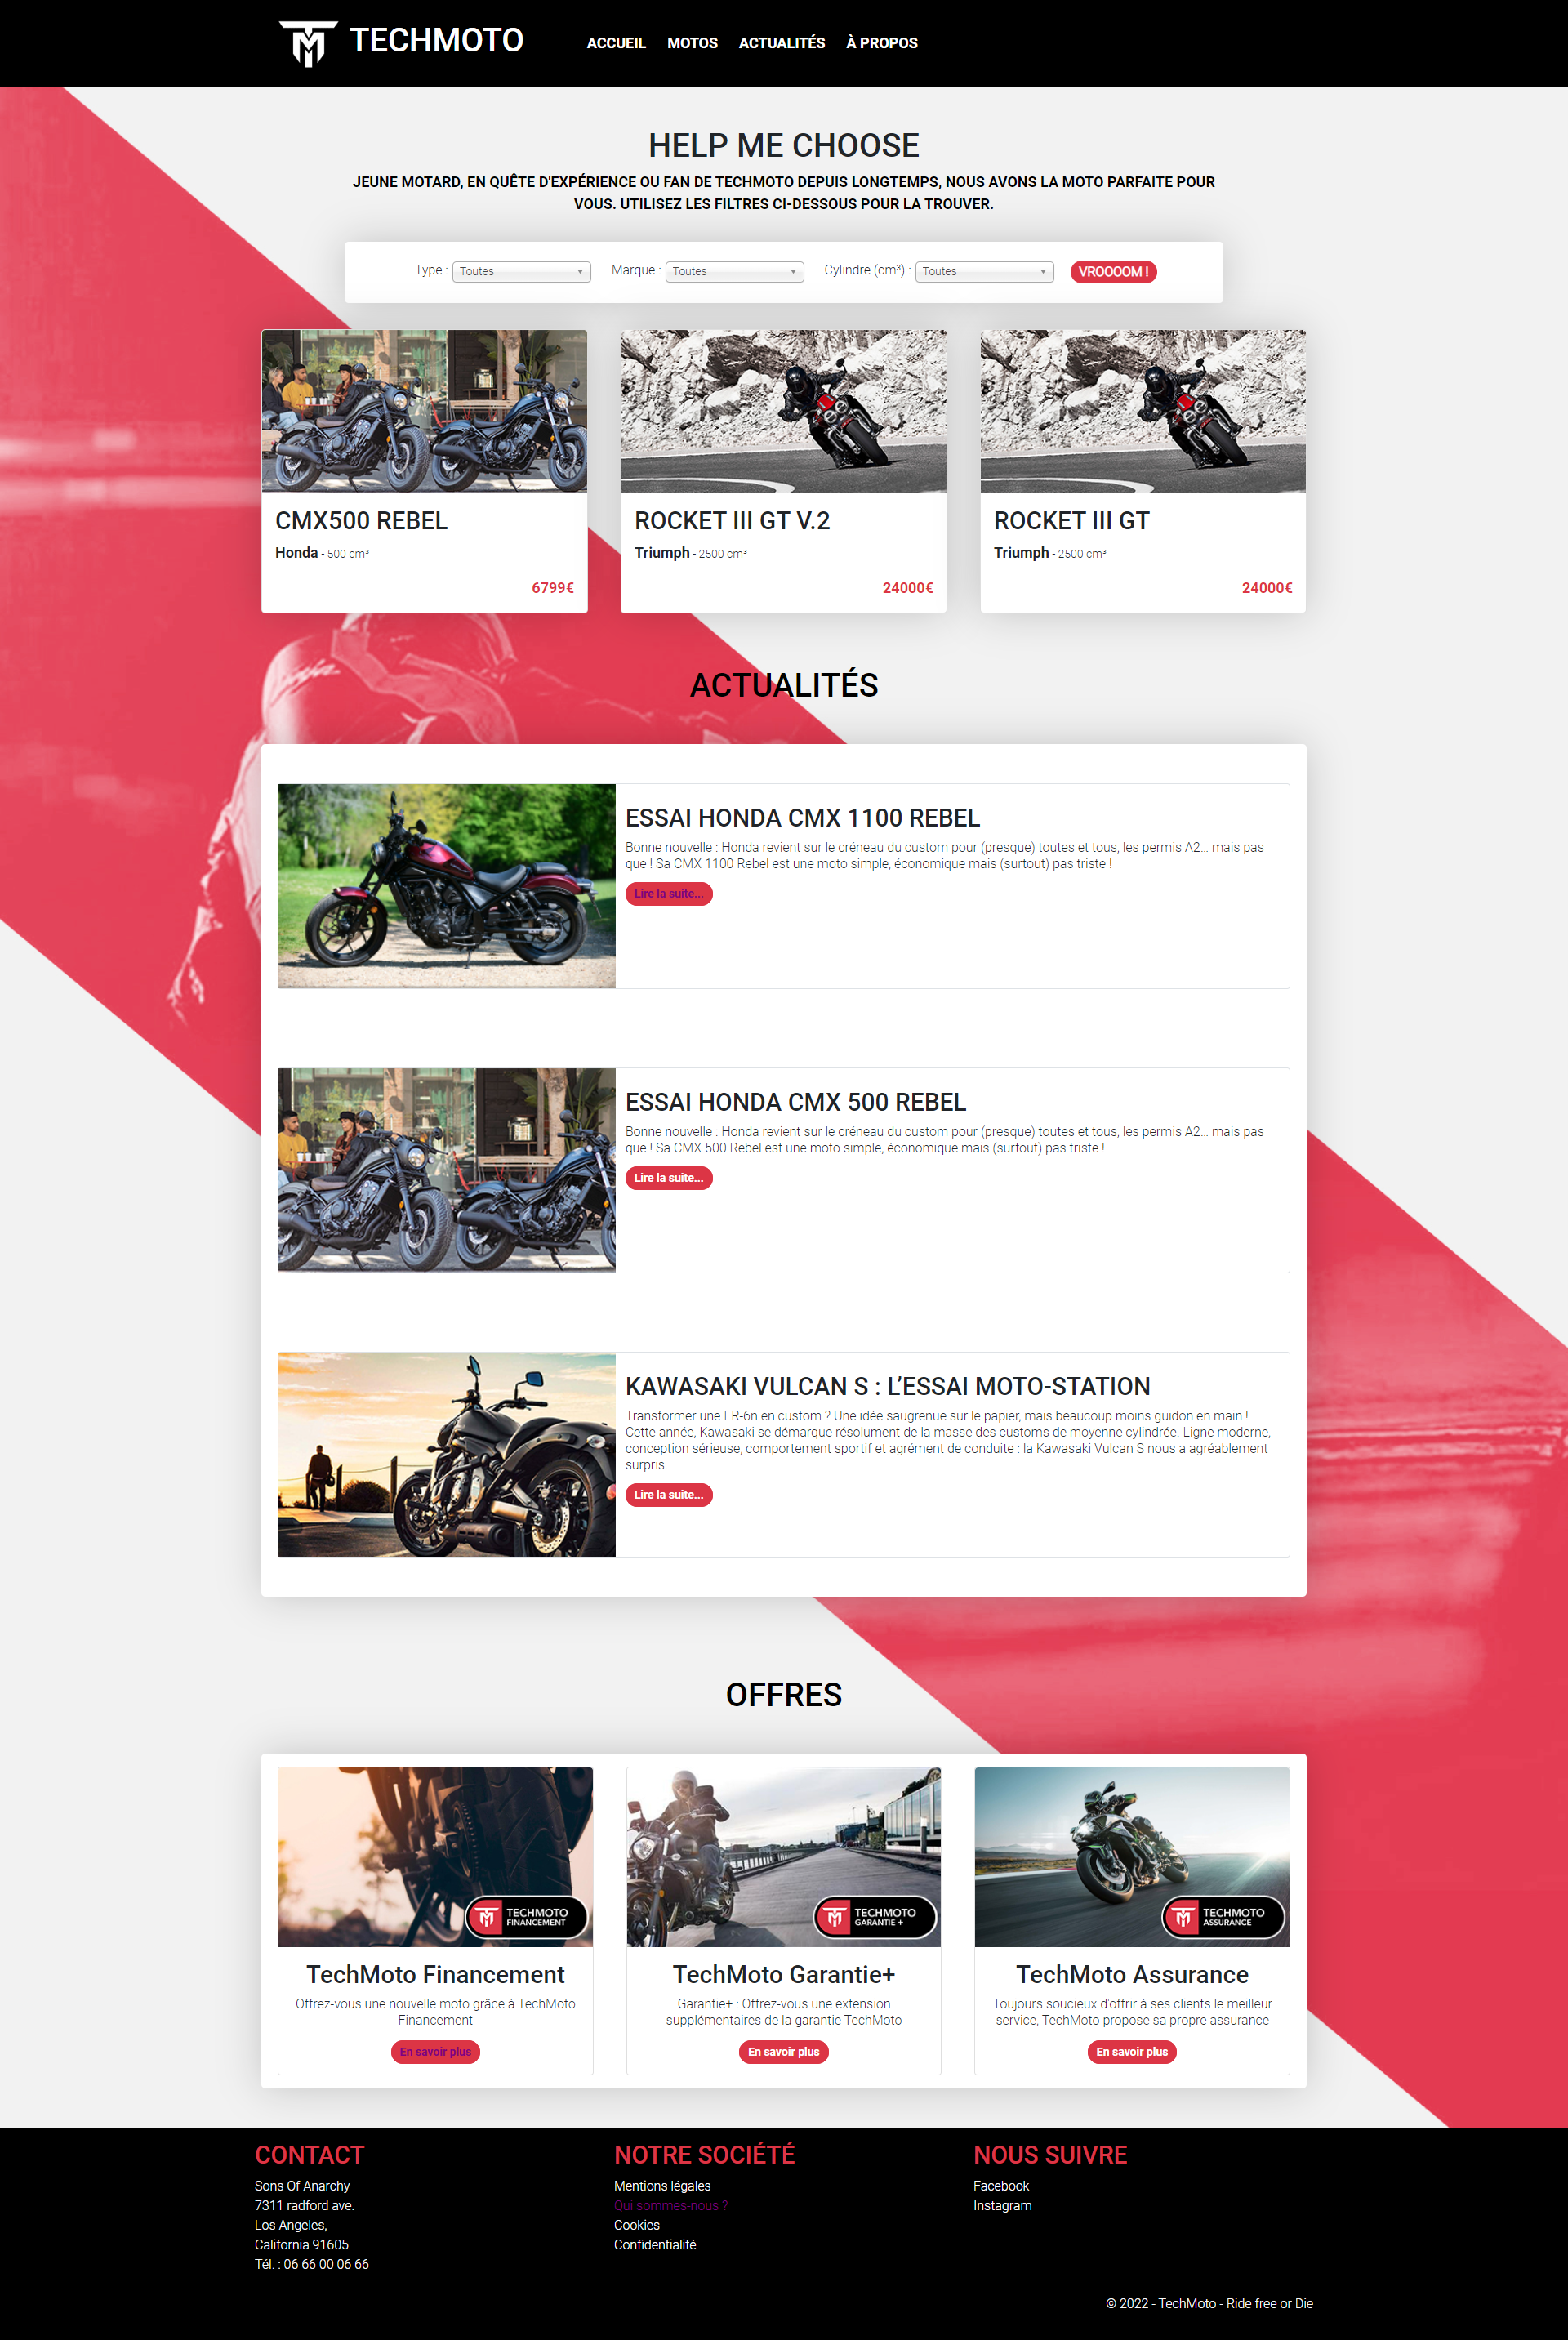 TECHMOTO
ACCUEIL MOTOS ACTUALITÉS À PROPOS
HELP ME CHOOSE
JEUNE MOTARD, EN QUÊTE D'EXPÉRIENCE OU FAN DE TECHMOTO DEPUIS LONGTEMPS, NOUS AVONS LA MOTO PARFAITE POUR
VOUS. UTILISEZ LES FILTRES CI-DESSOUS POUR LA TROUVER.
Type : Toutes Marque : Toutes Cylindre (cm³) : Toutes VROOOOM !
CMX500 REBEL
Honda - 500 cm³
6799€
ROCKET III GT V.2
Triumph - 2500 cm³
24000€
ROCKET III GT
Triumph - 2500 cm³
24000€
ACTUALITÉS
ESSAI HONDA CMX 1100 REBEL
Bonne nouvelle : Honda revient sur le créneau du custom pour (presque) toutes et tous, les permis A2... mais pas
que ! Sa CMX 1100 Rebel est une moto simple, économique mais (surtout) pas triste !
Lire la suite...
ESSAI HONDA CMX 500 REBEL
Bonne nouvelle : Honda revient sur le créneau du custom pour (presque) toutes et tous, les permis A2... mais pas
que ! Sa CMX 500 Rebel est une moto simple, économique mais (surtout) pas triste !
Lire la suite...
KAWASAKI VULCAN S : L’ESSAI MOTO-STATION
Transformer une ER-6n en custom ? Une idée saugrenue sur le papier, mais beaucoup moins guidon en main !
Cette année, Kawasaki se démarque résolument de la masse des customs de moyenne cylindrée. Ligne moderne,
conception sérieuse, comportement sportif et agrément de conduite : la Kawasaki Vulcan S nous a agréablement
surpris.
Lire la suite...
OFFRES
TECHMOTO
FINANCEMENT
TechMoto Financement
Offrez-vous une nouvelle moto grâce à TechMoto
Financement
En savoir plus
TECHMOTO
GARANTIE +
TechMoto Garantie+
Garantie+ : Offrez-vous une extension
supplémentaires de la garantie TechMoto
En savoir plus
TECHMOTO
ASSURANCE
TechMoto Assurance
Toujours soucieux d'offrir à ses clients le meilleur
service, TechMoto propose sa propre assurance
En savoir plus
CONTACT
Sons Of Anarchy
7311 radford ave.
Los Angeles,
California 91605
Tél. : 06 66 00 06 66
NOTRE SOCIÉTÉ
Mentions légales
Qui sommes-nous ?
Cookies
Confidentialité
NOUS SUIVRE
Facebook
Instagram
© 2022 - TechMoto - Ride free or Die